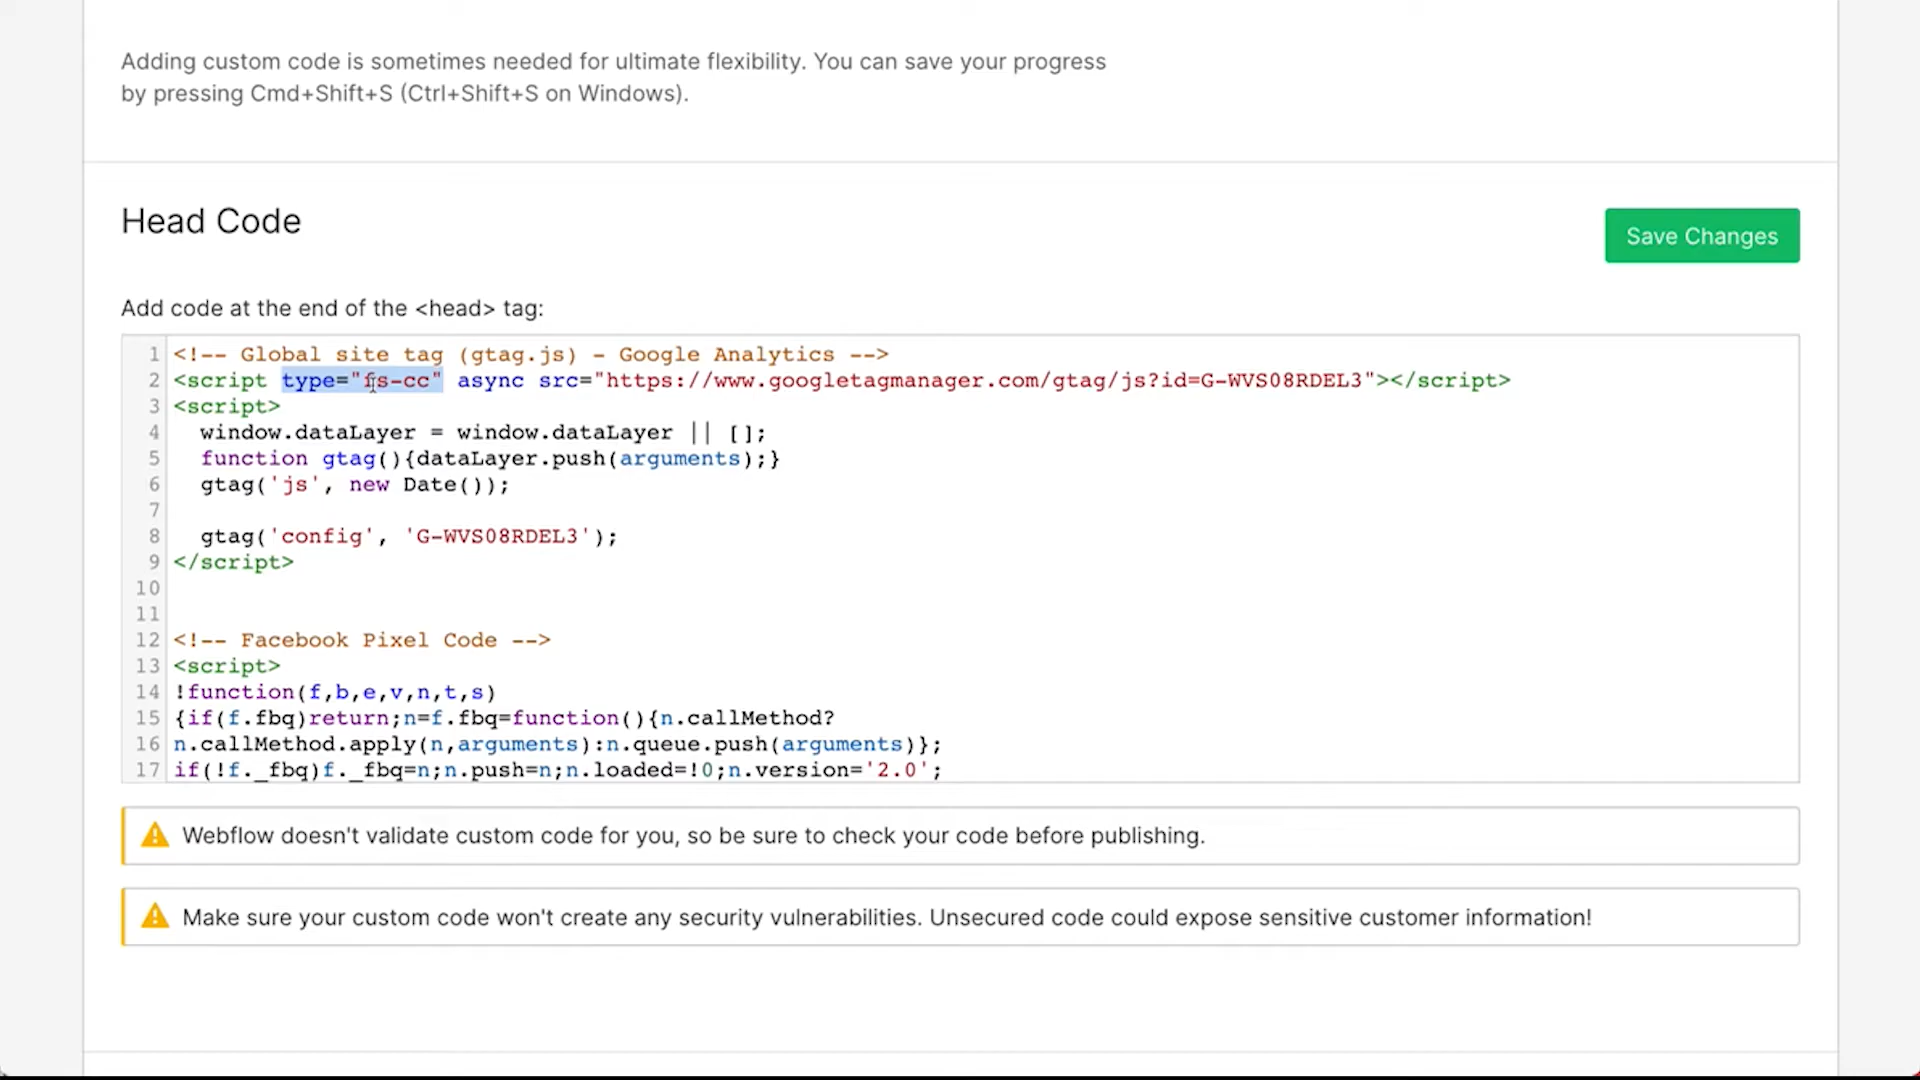 Adding custom code is sometimes needed for ultimate flexibility. You can save your progress
by pressing Cmd+Shift+S (Ctrl+Shift+S on Windows).
Head Code
Save Changes
Add code at the end of the <head> tag:
1 <!-- Global site tag (gtag.js) - Google Analytics -->
2 <script type="fs-cc" async src="https://www.googletagmanager.com/gtag/js?id=G-WVS08RDEL3"></script>
3 <script>
4 window.dataLayer = window.dataLayer || [];
5 function gtag(){dataLayer.push(arguments);}
6 gtag('js', new Date());
7
8 gtag('config', 'G-WVS08RDEL3');
9 </script>
10
11
12 <!-- Facebook Pixel Code -->
13 <script>
14 !function(f,b,e,v,n,t,s)
15 {if(f.fbq)return;n=f.fbq=function(){n.callMethod?
16 n.callMethod.apply(n,arguments):n.queue.push(arguments)};
17 if(!f._fbq)f._fbq=n;n.push=n;n.loaded=!0;n.version='2.0';
Webflow doesn't validate custom code for you, so be sure to check your code before publishing.
Make sure your custom code won't create any security vulnerabilities. Unsecured code could expose sensitive customer information!